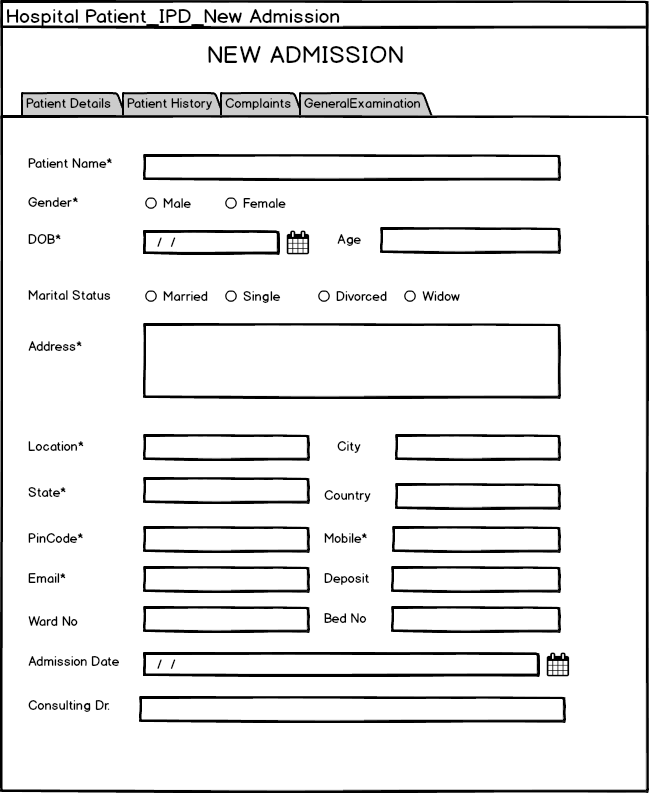 Hospital Patient_IPD_New Admission
NEW ADMISSION
Patient Details Patient History Complaints GeneralExamination
Patient Name*
Gender* Male Female
DOB* / / Age
Marital Status Married Single Divorced Widow
Address*
Location* City
State* Country
PinCode* Mobile*
Email* Deposit
Ward No Bed No
Admission Date / /
Consulting Dr.